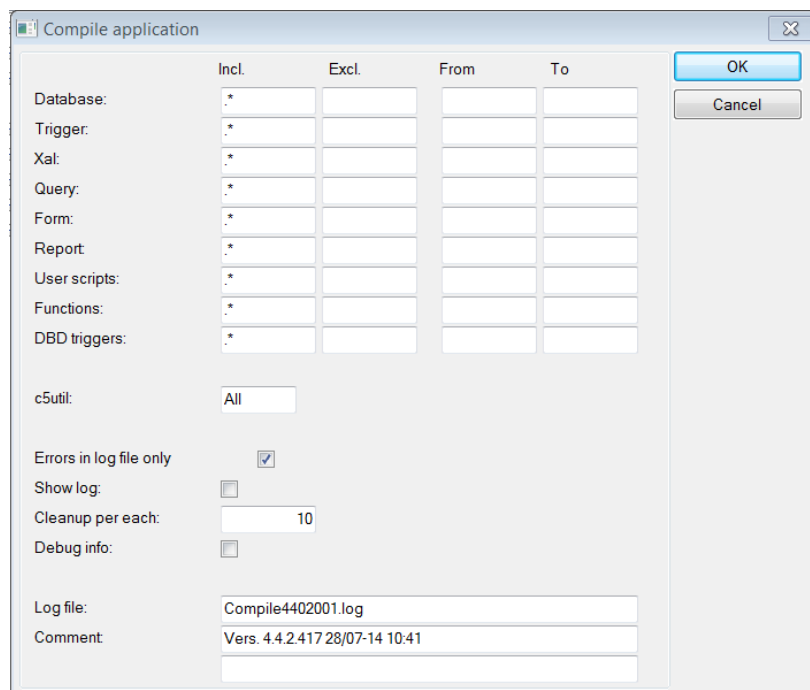 Compile application
Incl. Excl. From To OK
Database: .* Cancel
Trigger: .*
Xal: .*
Query: .*
Form: .*
Report: .*
User scripts: .*
Functions: .*
DBD triggers: .*
c5util: All
Errors in log file only
Show log:
Cleanup per each: 10
Debug info:
Log file: Compile4402001.log
Comment: Vers. 4.4.2.417 28/07-14 10:41